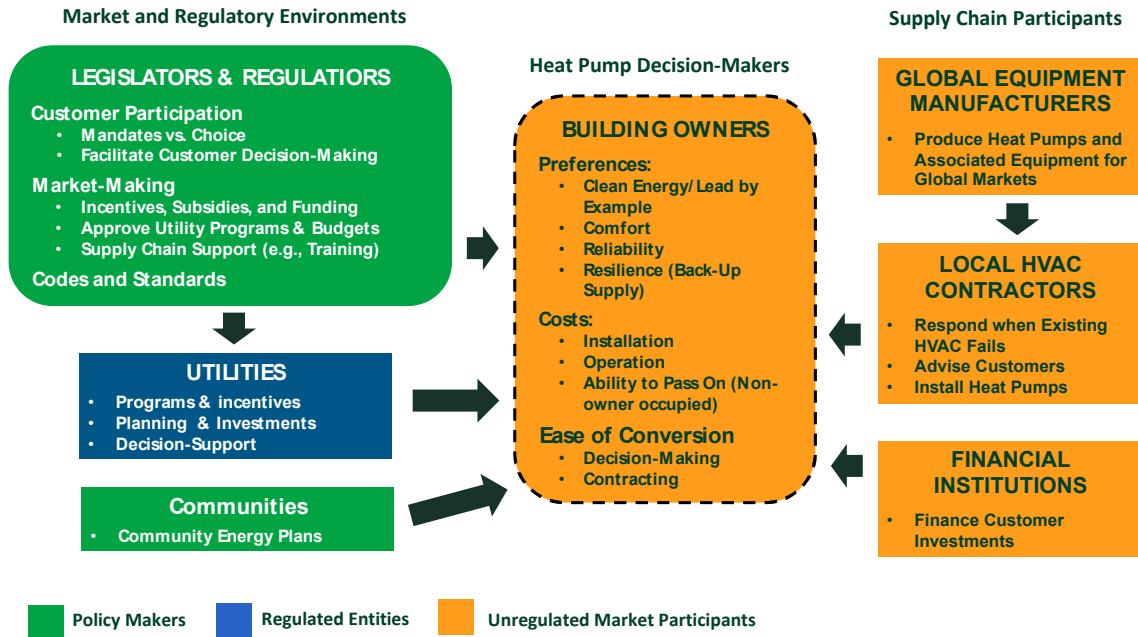 Market and Regulatory Environments
LEGISLATORS & REGULATIORS
Customer Participation
• Mandates vs. Choice
• Facilitate Customer Decision-Making
Market-Making
• Incentives, Subsidies, and Funding
• Approve Utility Programs & Budgets
• Supply Chain Support (e.g., Training)
Codes and Standards
UTILITIES
• Programs & incentives
• Planning & Investments
• Decision-Support
Communities
• Community Energy Plans
Heat Pump Decision-Makers
BUILDING OWNERS
Preferences:
• Clean Energy/ Lead by
Example
• Comfort
• Reliability
• Resilience (Back-Up
Supply)
Costs:
• Installation
• Operation
• Ability to Pass On (Non-
owner occupied)
Ease of Conversion
• Decision-Making
• Contracting
Supply Chain Participants
GLOBAL EQUIPMENT
MANUFACTURERS
• Produce Heat Pumps and
Associated Equipment for
Global Markets
LOCAL HVAC
CONTRACTORS
• Respond when Existing
HVAC Fails
• Advise Customers
• Install Heat Pumps
FINANCIAL
INSTITUTIONS
• Finance Customer
Investments
Policy Makers
Regulated Entities
Unregulated Market Participants